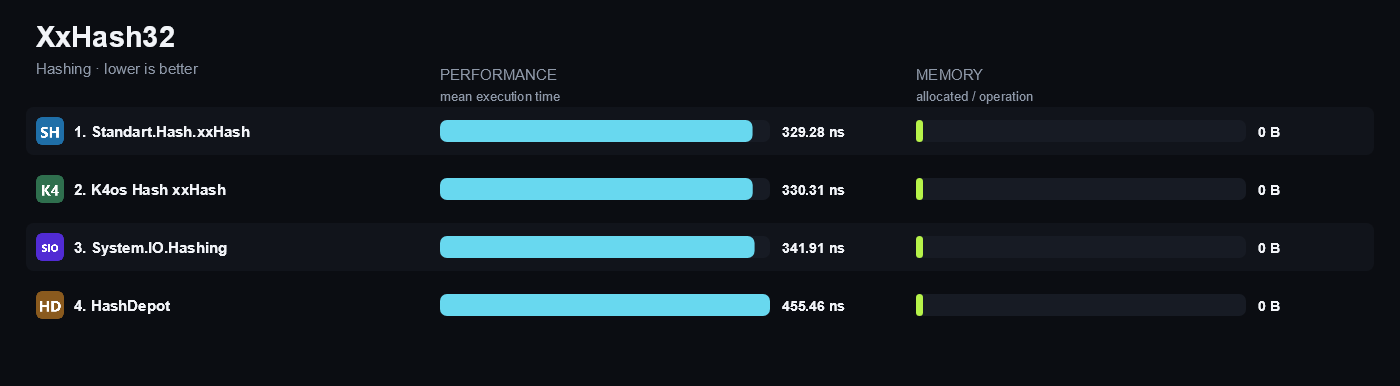 XxHash32
Hashing · lower is better
PERFORMANCE
mean execution time
MEMORY
allocated / operation
SH 1. Standart.Hash.xxHash 329.28 ns 0 B
K4 2. K4os Hash xxHash 330.31 ns 0 B
SIO 3. System.IO.Hashing 341.91 ns 0 B
HD 4. HashDepot 455.46 ns 0 B